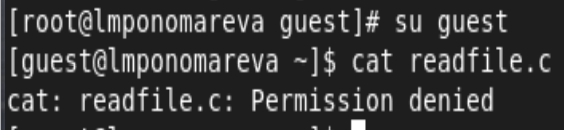 [root@lmponomareva guest]# su guest
[guest@lmponomareva ~]$ cat readfile.c
cat: readfile.c: Permission denied